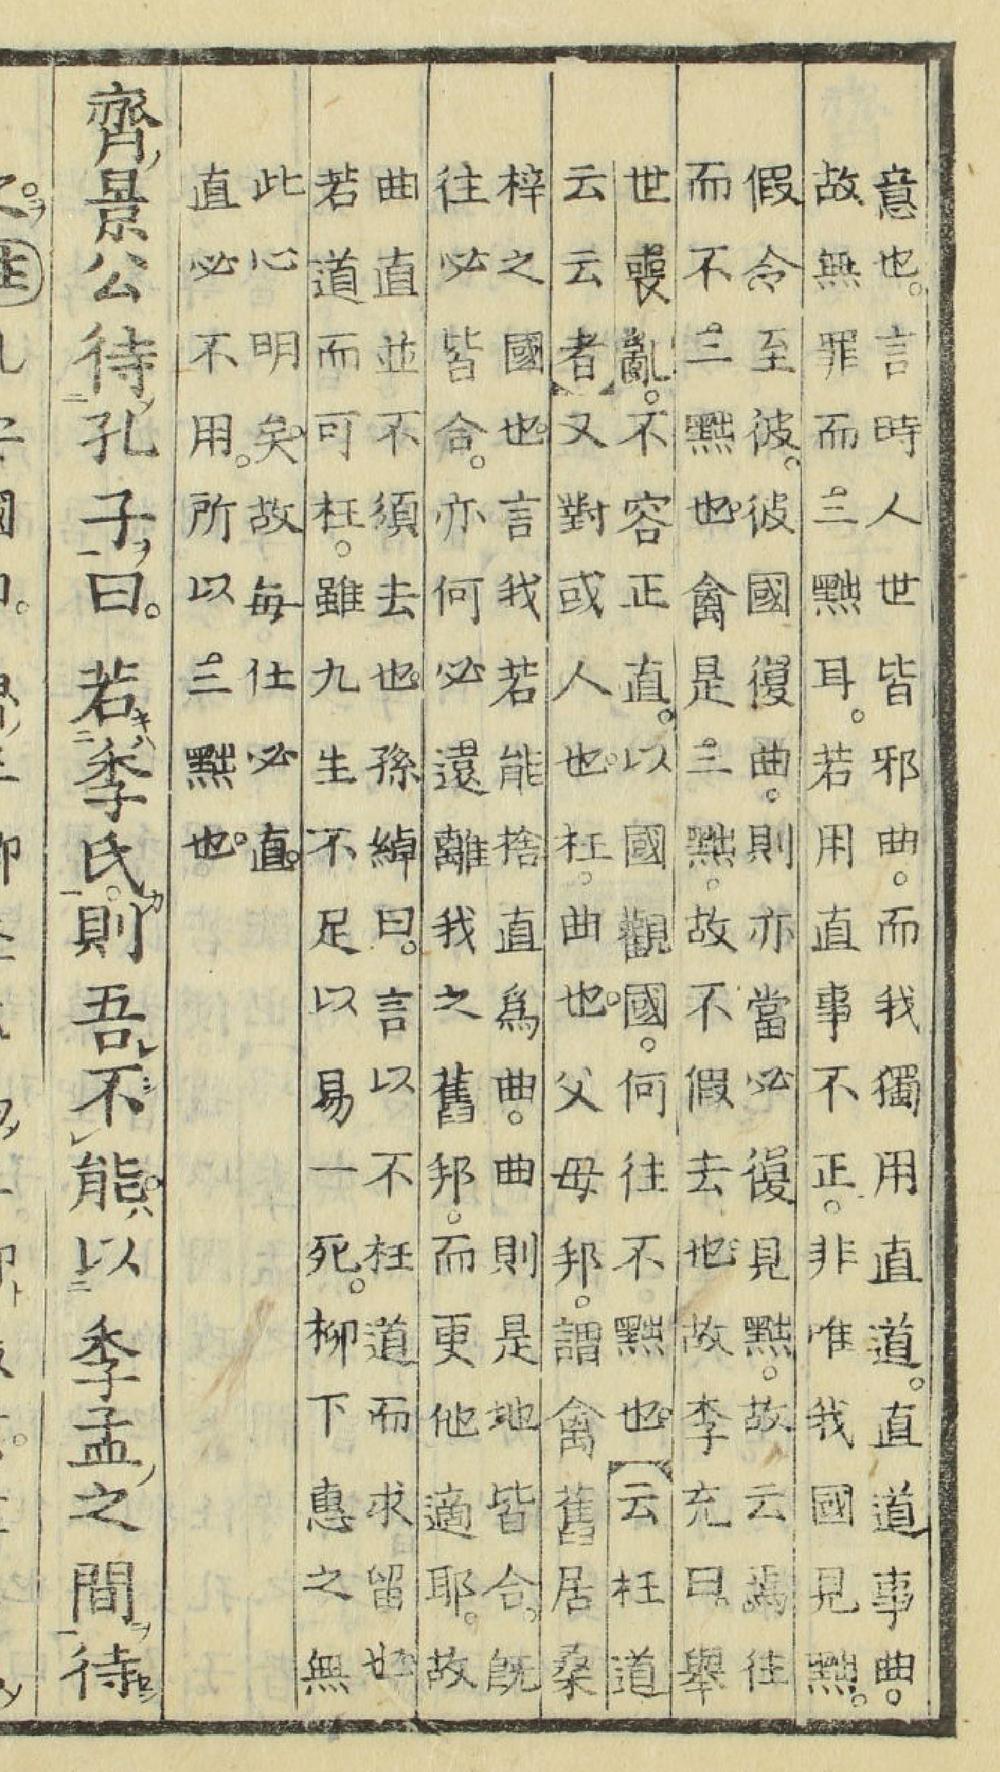 意也。言時人世皆邪曲。而我獨用直道。直道事曲。
故無罪而三黜耳。若用直事不正。非唯我國見黜。
假令至彼。彼國復曲。則亦當必復見黜。故云焉往
而不三黜也。禽是三黜。故不假去也。故李充曰。舉
世喪亂。不容正直。以國觀國。何往不黜也。云枉道
云云者又對或人也。枉。曲也。父母邦。謂禽舊居桑
梓之國也。言我若能捨直爲曲。曲則是地皆合。既
往必皆合。亦何必遠離我之舊邦。而更他適耶。故
曲直並不須去也。孫綽曰。言以不枉道而求留也。
若道而可枉。雖九生不足以易一死。柳下惠之無
此心明矣。故每仕必直。
直必不用。所以三黜也。
齊景公待孔子曰。若季氏。則吾不能。以季孟之間待